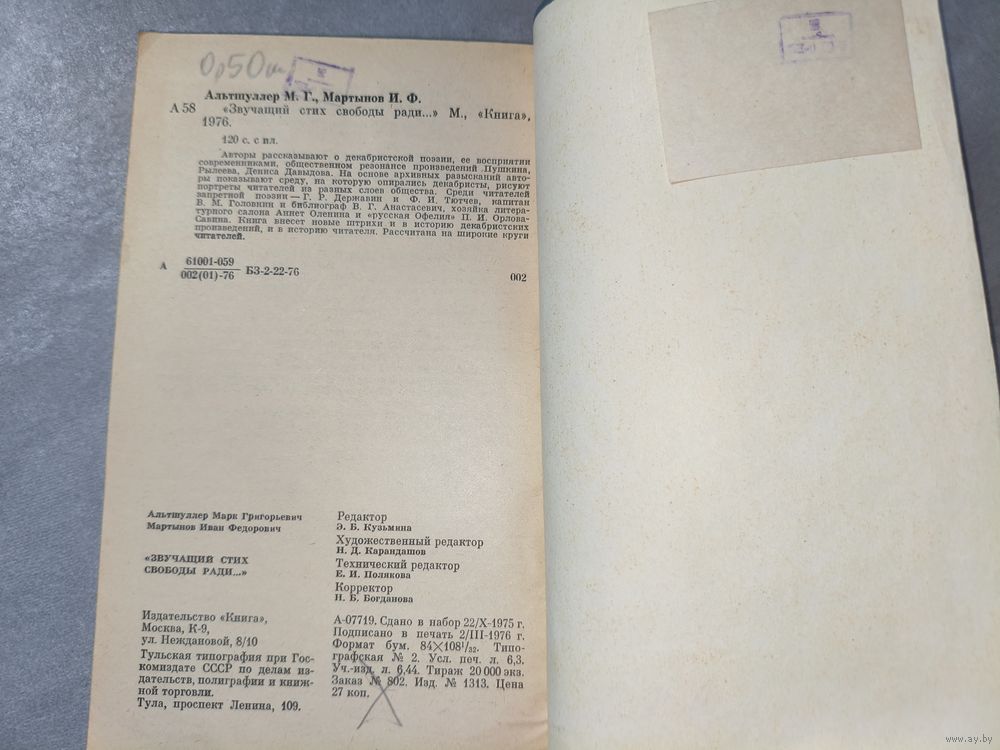 0р50к
Альтшуллер М. Г., Мартынов И. Ф.
А 58 «Звучащий стих свободы ради...» М., «Книга»,
1976.
120 с. с ил.
Авторы рассказывают о декабристской поэзии, ее восприятии
современниками, общественном резонансе произведений Пушкина,
Рылеева, Дениса Давыдова. На основе архивных разысканий авто-
ры показывают среду, на которую опирались декабристы, рисуют
портреты читателей из разных слоев общества. Среди читателей
запретной поэзии — Г. Р. Державин и Ф. И. Тютчев, капитан
В. М. Головнин и библиограф В. Г. Анастасевич, хозяйка литера-
турного салона Аннет Оленина и «русская Офелия» П. И. Орлова-
Савина. Книга внесет новые штрихи и в историю декабристских
произведений, и в историю читателя. Рассчитана на широкие круги
читателей.
А 61001-059
002(01)-76 БЗ-2-22-76
002
Альтшуллер Марк Григорьевич
Мартынов Иван Федорович
«ЗВУЧАЩИЙ СТИХ
СВОБОДЫ РАДИ...»
Редактор
Э. Б. Кузьмина
Художественный редактор
Н. Д. Карандашов
Технический редактор
Е. И. Полякова
Корректор
Н. Б. Богданова
Издательство «Книга»,
Москва, К-9,
ул. Неждановой, 8/10
Тульская типография при Гос-
комиздате СССР по делам из-
дательств, полиграфии и книж-
ной торговли.
Тула, проспект Ленина, 109.
А-07719. Сдано в набор 22/X-1975 г.
Подписано в печать 2/III-1976 г.
Формат бум. 84×108¹/₃₂. Типо-
графская № 2. Усл. печ. л. 6,3.
Уч.-изд. л. 6,44. Тираж 20 000 экз.
Заказ № 802. Изд. № 1313. Цена
27 коп.
www.ay.by